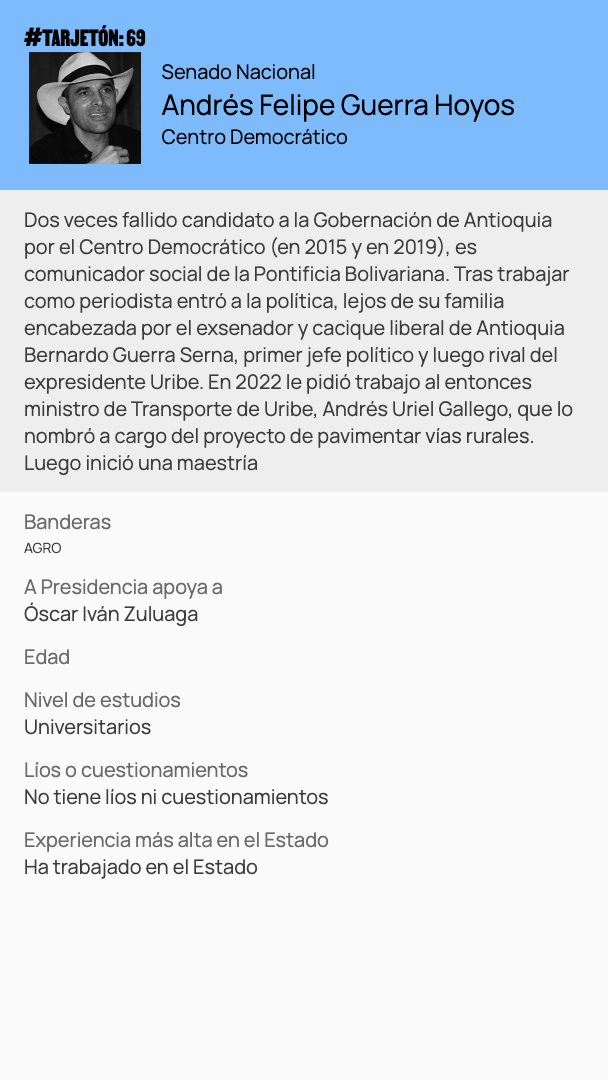 #TARJETÓN: 69
Senado Nacional
Andrés Felipe Guerra Hoyos
Centro Democrático
Dos veces fallido candidato a la Gobernación de Antioquia
por el Centro Democrático (en 2015 y en 2019), es
comunicador social de la Pontificia Bolivariana. Tras trabajar
como periodista entró a la política, lejos de su familia
encabezada por el exsenador y cacique liberal de Antioquia
Bernardo Guerra Serna, primer jefe político y luego rival del
expresidente Uribe. En 2022 le pidió trabajo al entonces
ministro de Transporte de Uribe, Andrés Uriel Gallego, que lo
nombró a cargo del proyecto de pavimentar vías rurales.
Luego inició una maestría
Banderas
AGRO
A Presidencia apoya a
Óscar Iván Zuluaga
Edad
Nivel de estudios
Universitarios
Líos o cuestionamientos
No tiene líos ni cuestionamientos
Experiencia más alta en el Estado
Ha trabajado en el Estado